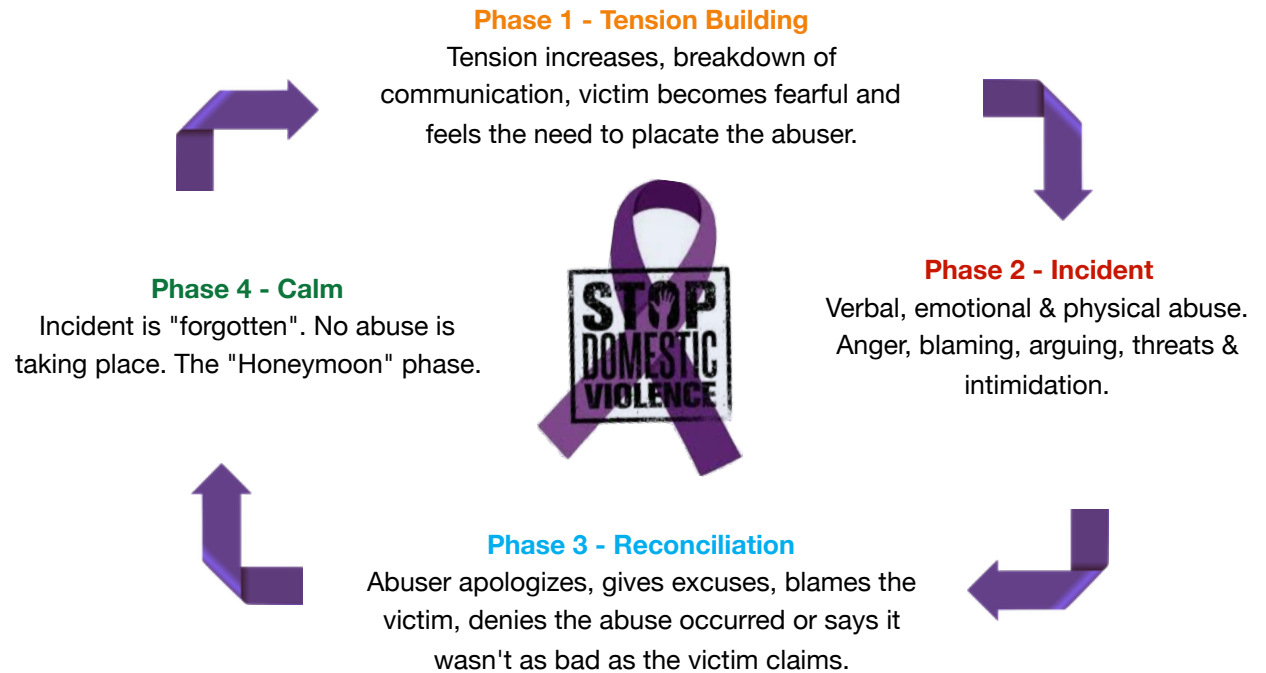 Phase 1 - Tension Building
Tension increases, breakdown of
communication, victim becomes fearful and
feels the need to placate the abuser.
Phase 2 - Incident
Verbal, emotional & physical abuse.
Anger, blaming, arguing, threats &
intimidation.
Phase 3 - Reconciliation
Abuser apologizes, gives excuses, blames the
victim, denies the abuse occurred or says it
wasn't as bad as the victim claims.
Phase 4 - Calm
Incident is "forgotten". No abuse is
taking place. The "Honeymoon" phase.
STOP
DOMESTIC
VIOLENCE